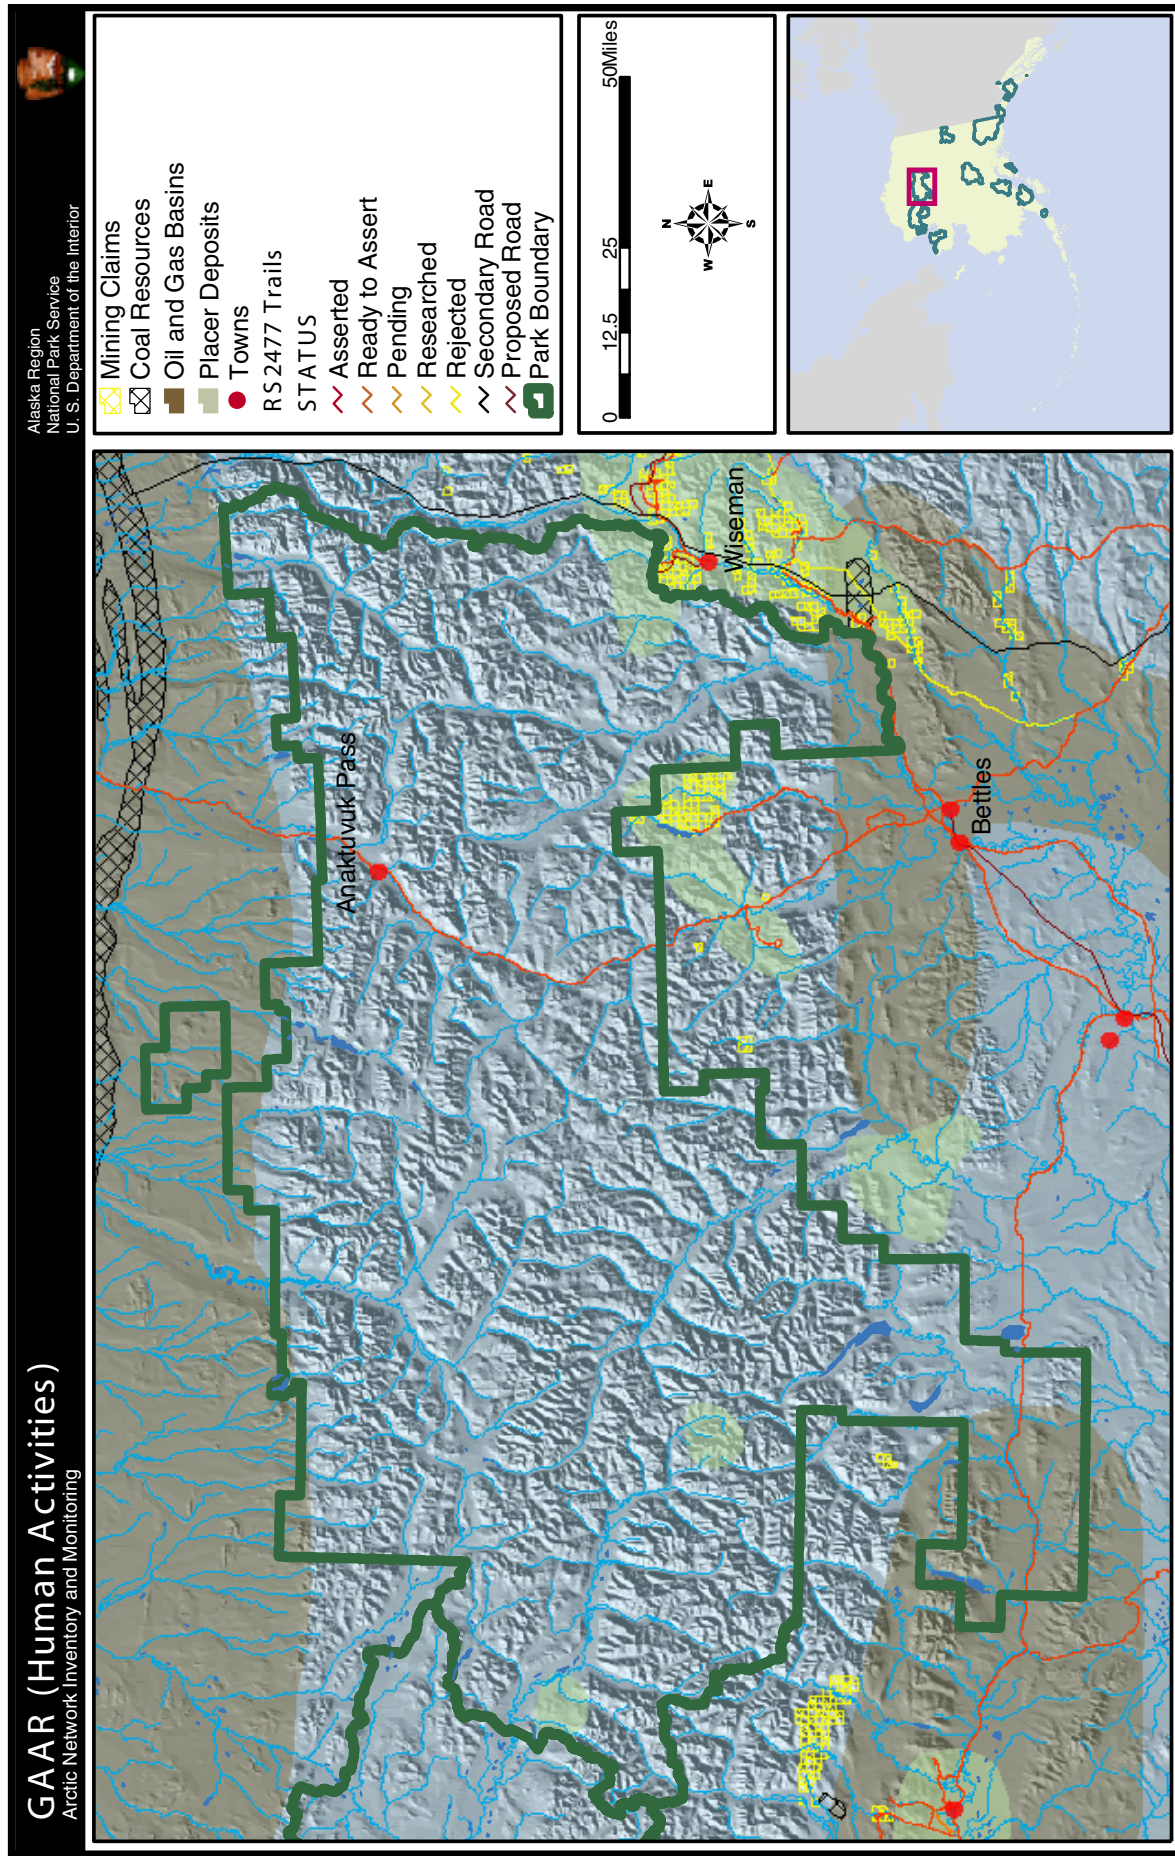 GAAR (Human Activities)
Arctic Network Inventory and Monitoring
Alaska Region
National Park Service
U. S. Department of the Interior
Anaktuvuk Pass
Wiseman
Bettles
Mining Claims
Coal Resources
Oil and Gas Basins
Placer Deposits
Towns
RS2477 Trails
STATUS
Asserted
Ready to Assert
Pending
Researched
Rejected
Secondary Road
Proposed Road
Park Boundary
0 12.5 25 50Miles
N
W E
S